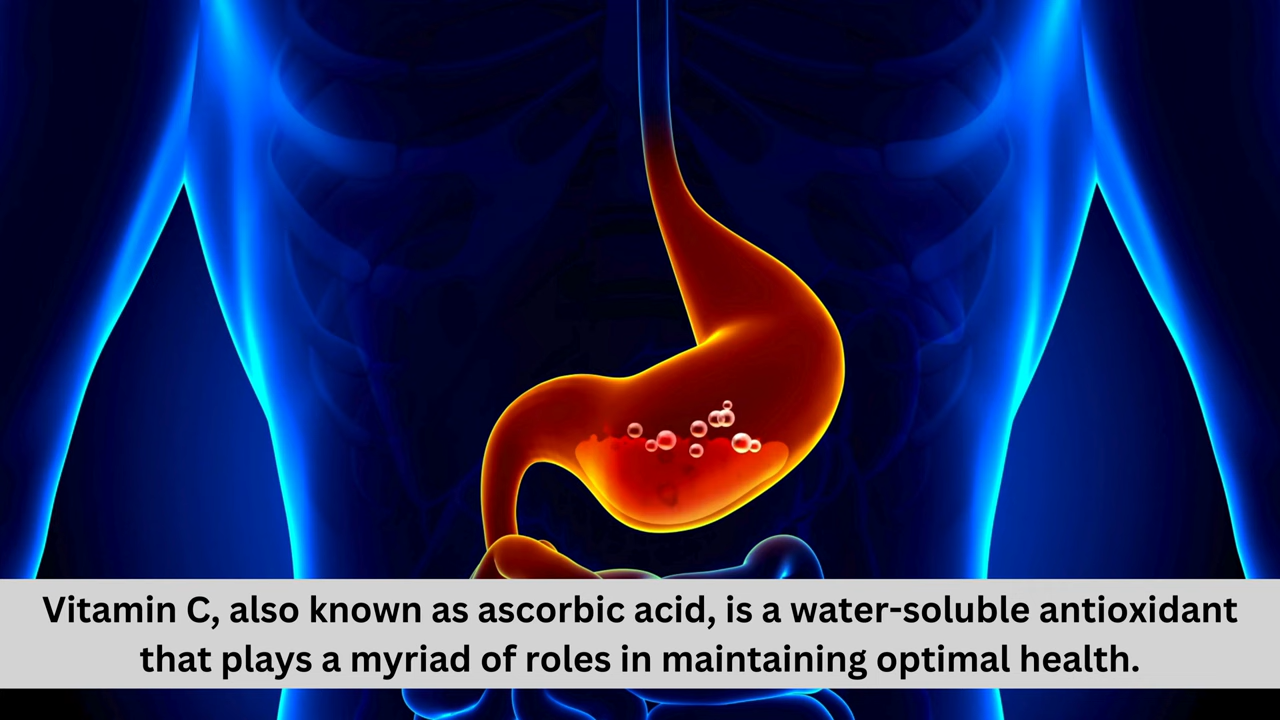 Vitamin C, also known as ascorbic acid, is a water-soluble antioxidant
that plays a myriad of roles in maintaining optimal health.